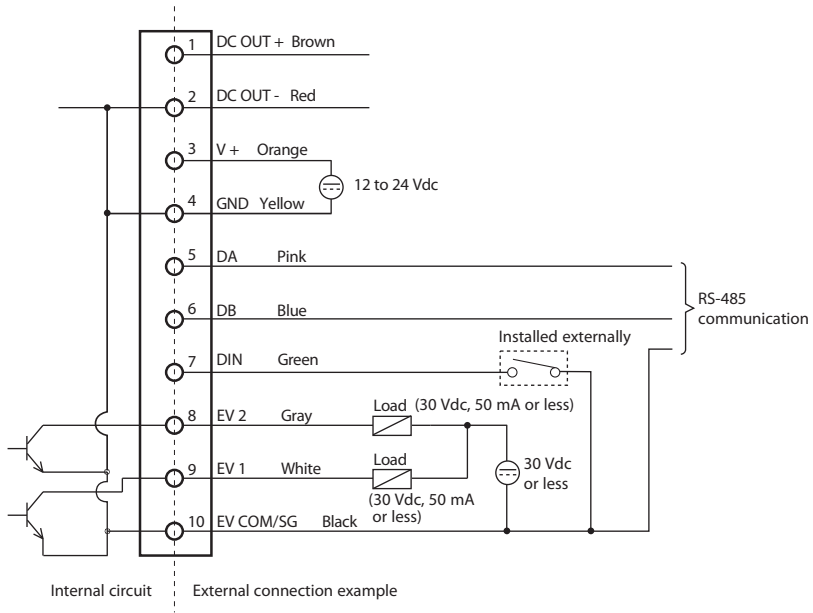 1 DC OUT + Brown
2 DC OUT - Red
3 V + Orange
12 to 24 Vdc
4 GND Yellow
5 DA Pink
6 DB Blue
RS-485
communication
Installed externally
7 DIN Green
8 EV 2 Gray
Load (30 Vdc, 50 mA or less)
9 EV 1 White
Load
(30 Vdc, 50 mA
or less)
30 Vdc
or less
10 EV COM/SG Black
Internal circuit
External connection example